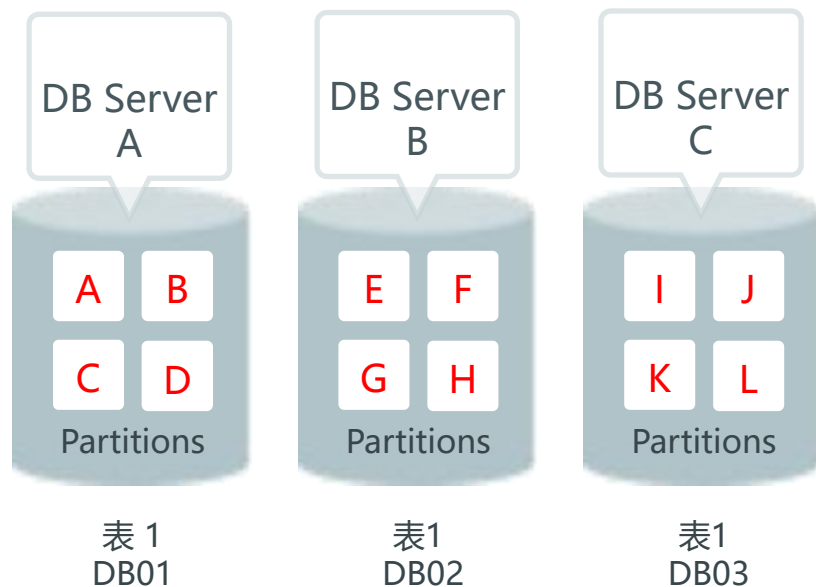 DB Server
A
DB Server
B
DB Server
C
A B
C D
Partitions
E F
G H
Partitions
I J
K L
Partitions
表 1
DB01
表1
DB02
表1
DB03